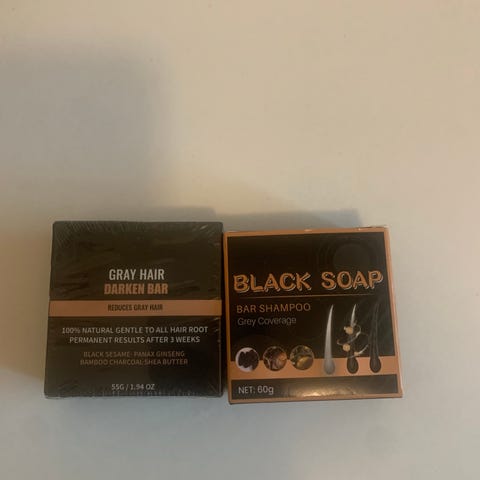 GRAY HAIR
DARKEN BAR
REDUCES GRAY HAIR
100% NATURAL GENTLE TO ALL HAIR ROOT
PERMANENT RESULTS AFTER 3 WEEKS
BLACK SESAME· PANAX GINSENG
BAMBOO CHARCOAL·SHEA BUTTER
55G / 1.94 OZ
BLACK SOAP
BAR SHAMPOO
Grey Coverage
NET: 60g